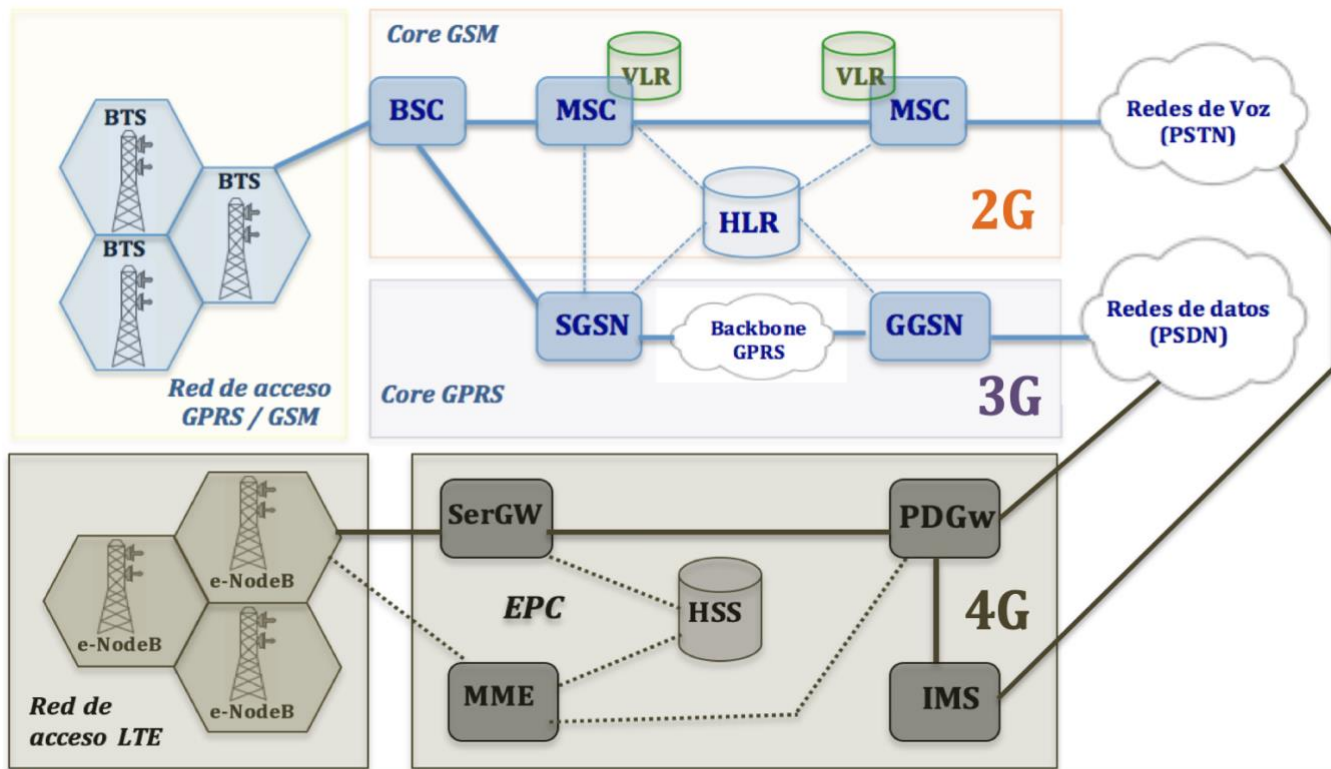 Core GSM
VLR
VLR
BTS
BSC
MSC
MSC
Redes de Voz
(PSTN)
BTS
HLR
2G
BTS
SGSN
Backbone
GPRS
GGSN
Redes de datos
(PSDN)
Red de acceso
GPRS / GSM
Core GPRS
3G
SerGW
PDGw
e-NodeB
EPC
HSS
4G
e-NodeB
MME
IMS
e-NodeB
Red de
acceso LTE